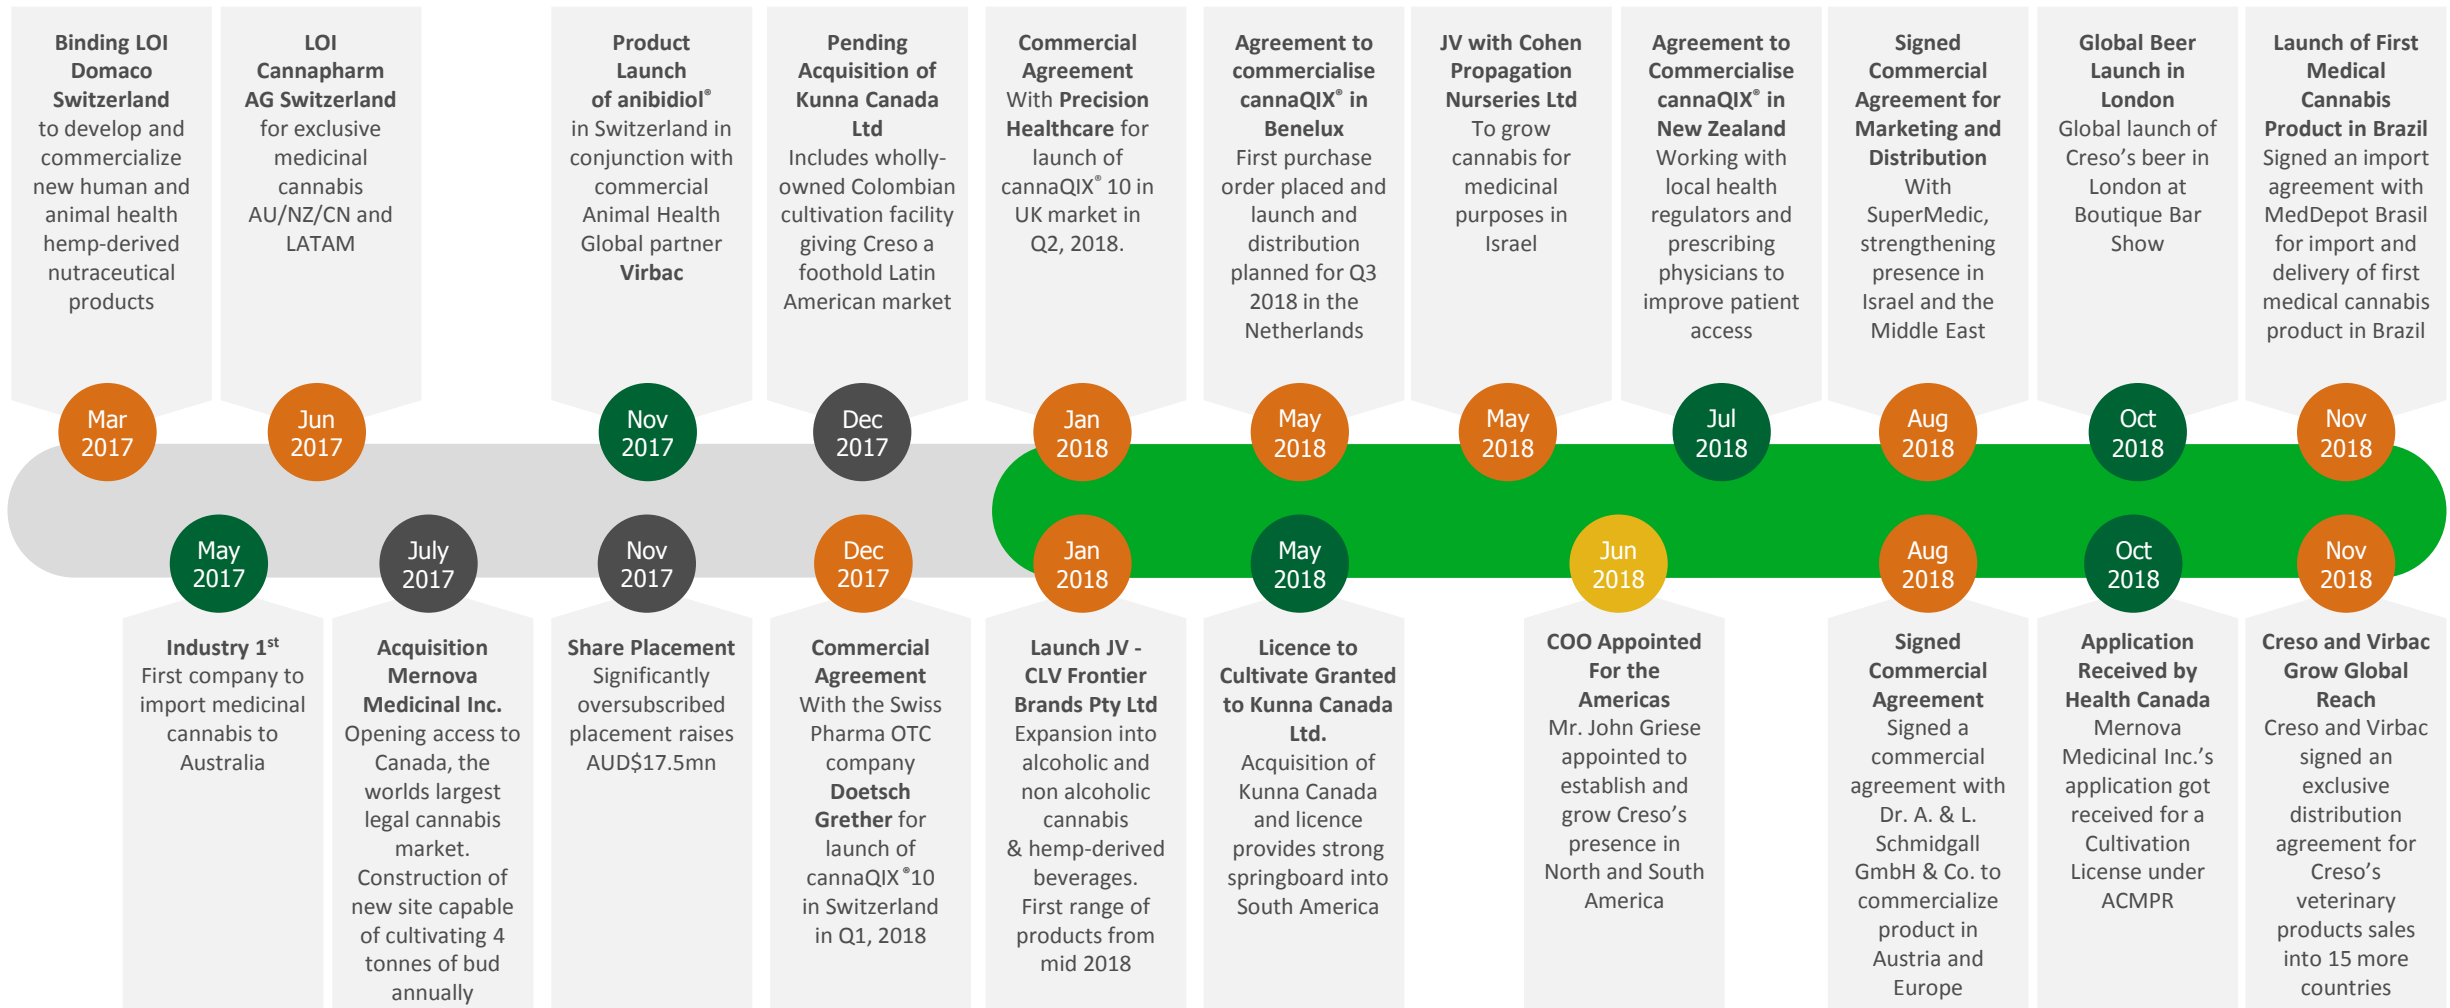 Binding LOI
Domaco
Switzerland
to develop and
commercialize
new human and
animal health
hemp-derived
nutraceutical
products
LOI
Cannapharm
AG Switzerland
for exclusive
medicinal
cannabis
AU/NZ/CN and
LATAM
Product
Launch
of anibidiol®
in Switzerland in
conjunction with
commercial
Animal Health
Global partner
Virbac
Pending
Acquisition of
Kunna Canada
Ltd
Includes wholly-
owned Colombian
cultivation facility
giving Creso a
foothold Latin
American market
Commercial
Agreement
With Precision
Healthcare for
launch of
cannaQIX® 10 in
UK market in
Q2, 2018.
Agreement to
commercialise
cannaQIX® in
Benelux
First purchase
order placed and
launch and
distribution
planned for Q3
2018 in the
Netherlands
JV with Cohen
Propagation
Nurseries Ltd
To grow
cannabis for
medicinal
purposes in
Israel
Agreement to
Commercialise
cannaQIX® in
New Zealand
Working with
local health
regulators and
prescribing
physicians to
improve patient
access
Signed
Commercial
Agreement for
Marketing and
Distribution
With
SuperMedic,
strengthening
presence in
Israel and the
Middle East
Global Beer
Launch in
London
Global launch of
Creso's beer in
London at
Boutique Bar
Show
Launch of First
Medical
Cannabis
Product in Brazil
Signed an import
agreement with
MedDepot Brasil
for import and
delivery of first
medical cannabis
product in Brazil
Mar
2017
Jun
2017
Nov
2017
Dec
2017
Jan
2018
May
2018
May
2018
Jul
2018
Aug
2018
Oct
2018
Nov
2018
May
2017
July
2017
Nov
2017
Dec
2017
Jan
2018
May
2018
Jun
2018
Aug
2018
Oct
2018
Nov
2018
Industry 1st
First company to
import medicinal
cannabis to
Australia
Acquisition
Mernova
Medicinal Inc.
Opening access to
Canada, the
worlds largest
legal cannabis
market.
Construction of
new site capable
of cultivating 4
tonnes of bud
annually
Share Placement
Significantly
oversubscribed
placement raises
AUD$17.5mn
Commercial
Agreement
With the Swiss
Pharma OTC
company
Doetsch
Grether for
launch of
cannaQIX ®10
in Switzerland
in Q1, 2018
Launch JV -
CLV Frontier
Brands Pty Ltd
Expansion into
alcoholic and
non alcoholic
cannabis
& hemp-derived
beverages.
First range of
products from
mid 2018
Licence to
Cultivate Granted
to Kunna Canada
Ltd.
Acquisition of
Kunna Canada
and licence
provides strong
springboard into
South America
COO Appointed
For the
Americas
Mr. John Griese
appointed to
establish and
grow Creso's
presence in
North and South
America
Signed
Commercial
Agreement
Signed a
commercial
agreement with
Dr. A. & L.
Schmidgall
GmbH & Co. to
commercialize
product in
Austria and
Europe
Application
Received by
Health Canada
Mernova
Medicinal Inc.'s
application got
received for a
Cultivation
License under
ACMPR
Creso and Virbac
Grow Global
Reach
Creso and Virbac
signed an
exclusive
distribution
agreement for
Creso's
veterinary
products sales
into 15 more
countries